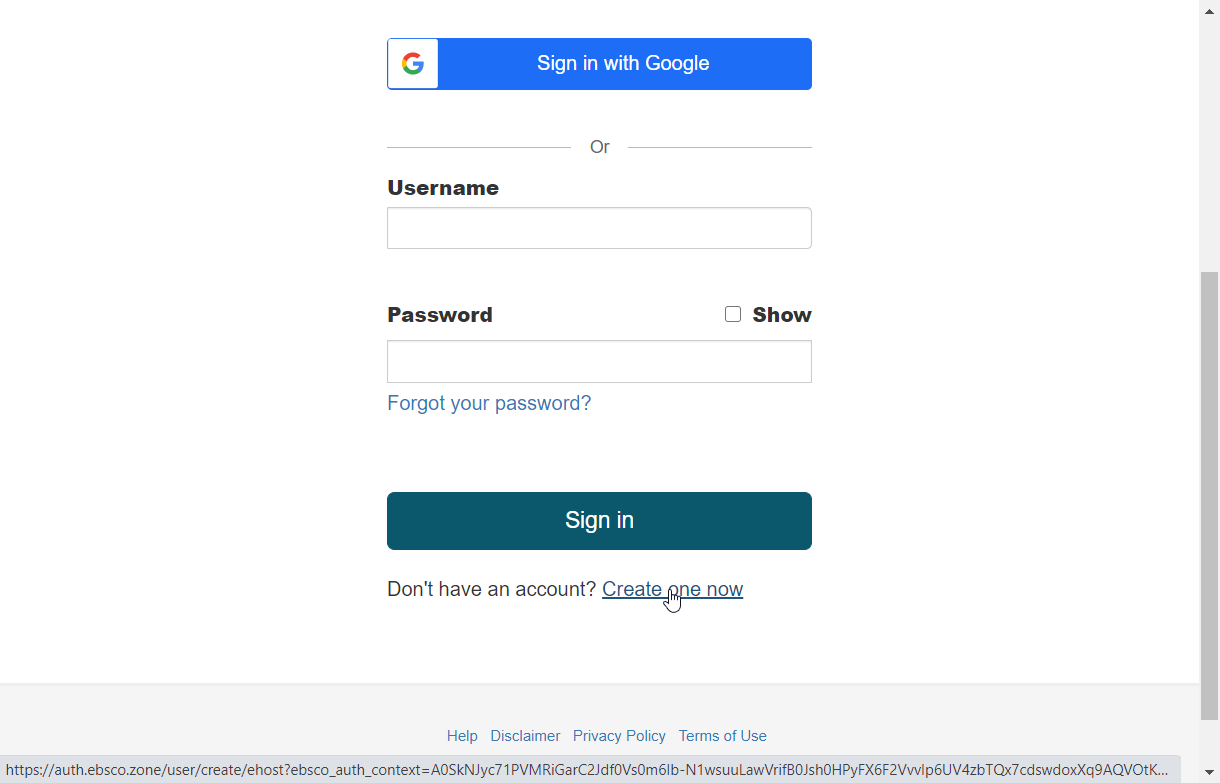 Sign in with Google
Or
Username
Password
Show
Forgot your password?
Sign in
Don't have an account? Create one now
Help Disclaimer Privacy Policy Terms of Use
https://auth.ebsco.zone/user/create/ehost?ebsco_auth_context=A0SkNJyc71PVMRiGarC2Jdf0Vs0m6Ib-N1wsuuLawVrifB0Jsh0HPyFX6F2VvvIp6UV4zbTQx7cdswdoxXq9AQVOtK...